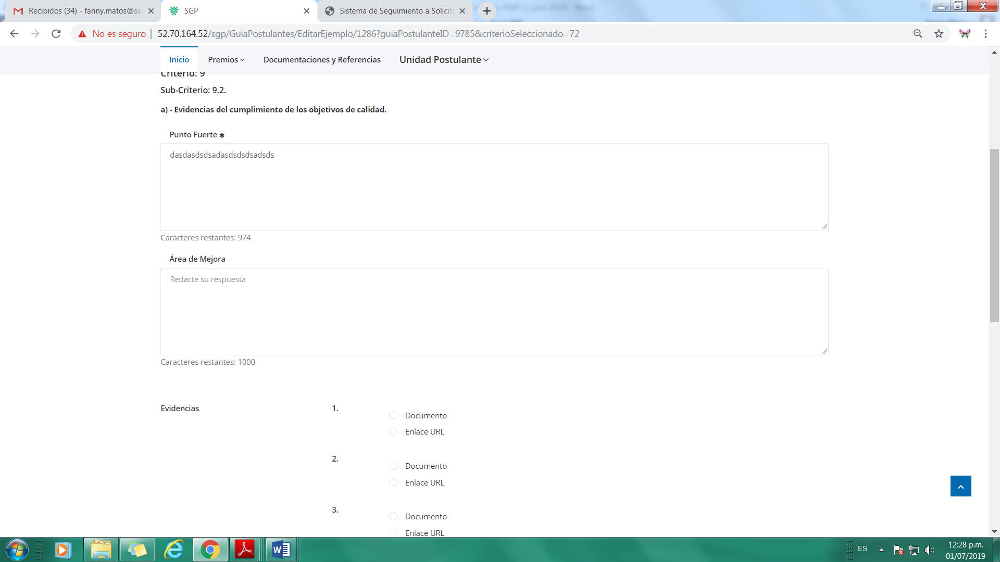 Recibidos (34) - fanny.matos@se
SGP
Sistema de Seguimiento a Solicit
No es seguro
52.70.164.52/sgp/GuiaPostulantes/EditarEjemplo/1286?guiaPostulanteID=9785&criterioSeleccionado=72
Inicio
Premios
Documentaciones y Referencias
Unidad Postulante
Criterio: 9
Sub-Criterio: 9.2.
a) - Evidencias del cumplimiento de los objetivos de calidad.
Punto Fuerte ✱
dasdasdsdsadasdsdsdsadsds
Caracteres restantes: 974
Área de Mejora
Redacte su respuesta
Caracteres restantes: 1000
Evidencias
1.
Documento
Enlace URL
2.
Documento
Enlace URL
3.
Documento
Enlace URL
ES
12:28 p.m.
01/07/2019